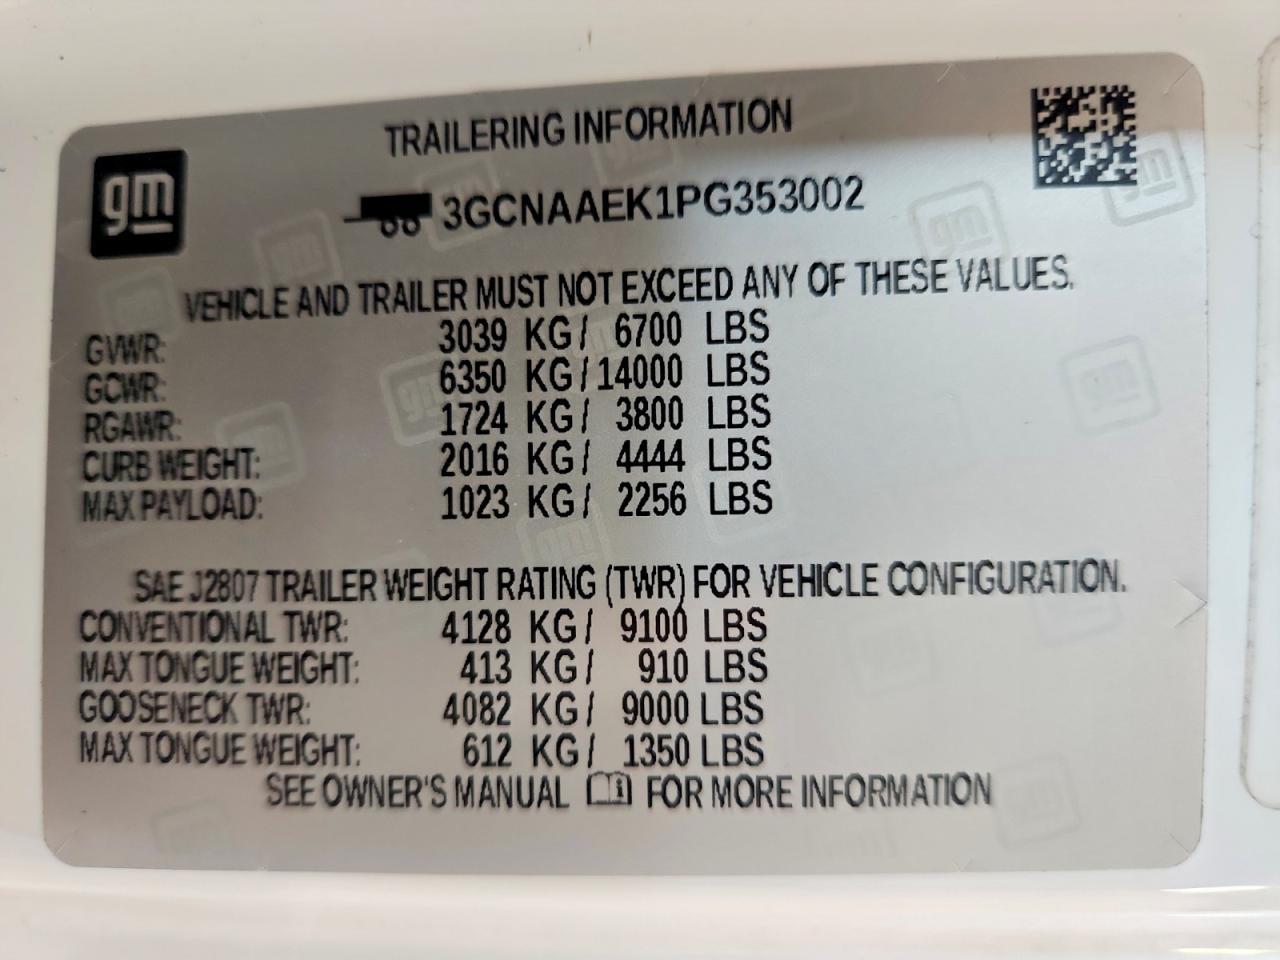 gm
TRAILERING INFORMATION
3GCNAAEK1PG353002
VEHICLE AND TRAILER MUST NOT EXCEED ANY OF THESE VALUES.
GVWR: 3039 KG / 6700 LBS
GCWR: 6350 KG / 14000 LBS
RGAWR: 1724 KG / 3800 LBS
CURB WEIGHT: 2016 KG / 4444 LBS
MAX PAYLOAD: 1023 KG / 2256 LBS
SAE J2807 TRAILER WEIGHT RATING (TWR) FOR VEHICLE CONFIGURATION.
CONVENTIONAL TWR: 4128 KG / 9100 LBS
MAX TONGUE WEIGHT: 413 KG / 910 LBS
GOOSENECK TWR: 4082 KG / 9000 LBS
MAX TONGUE WEIGHT: 612 KG / 1350 LBS
SEE OWNER'S MANUAL FOR MORE INFORMATION